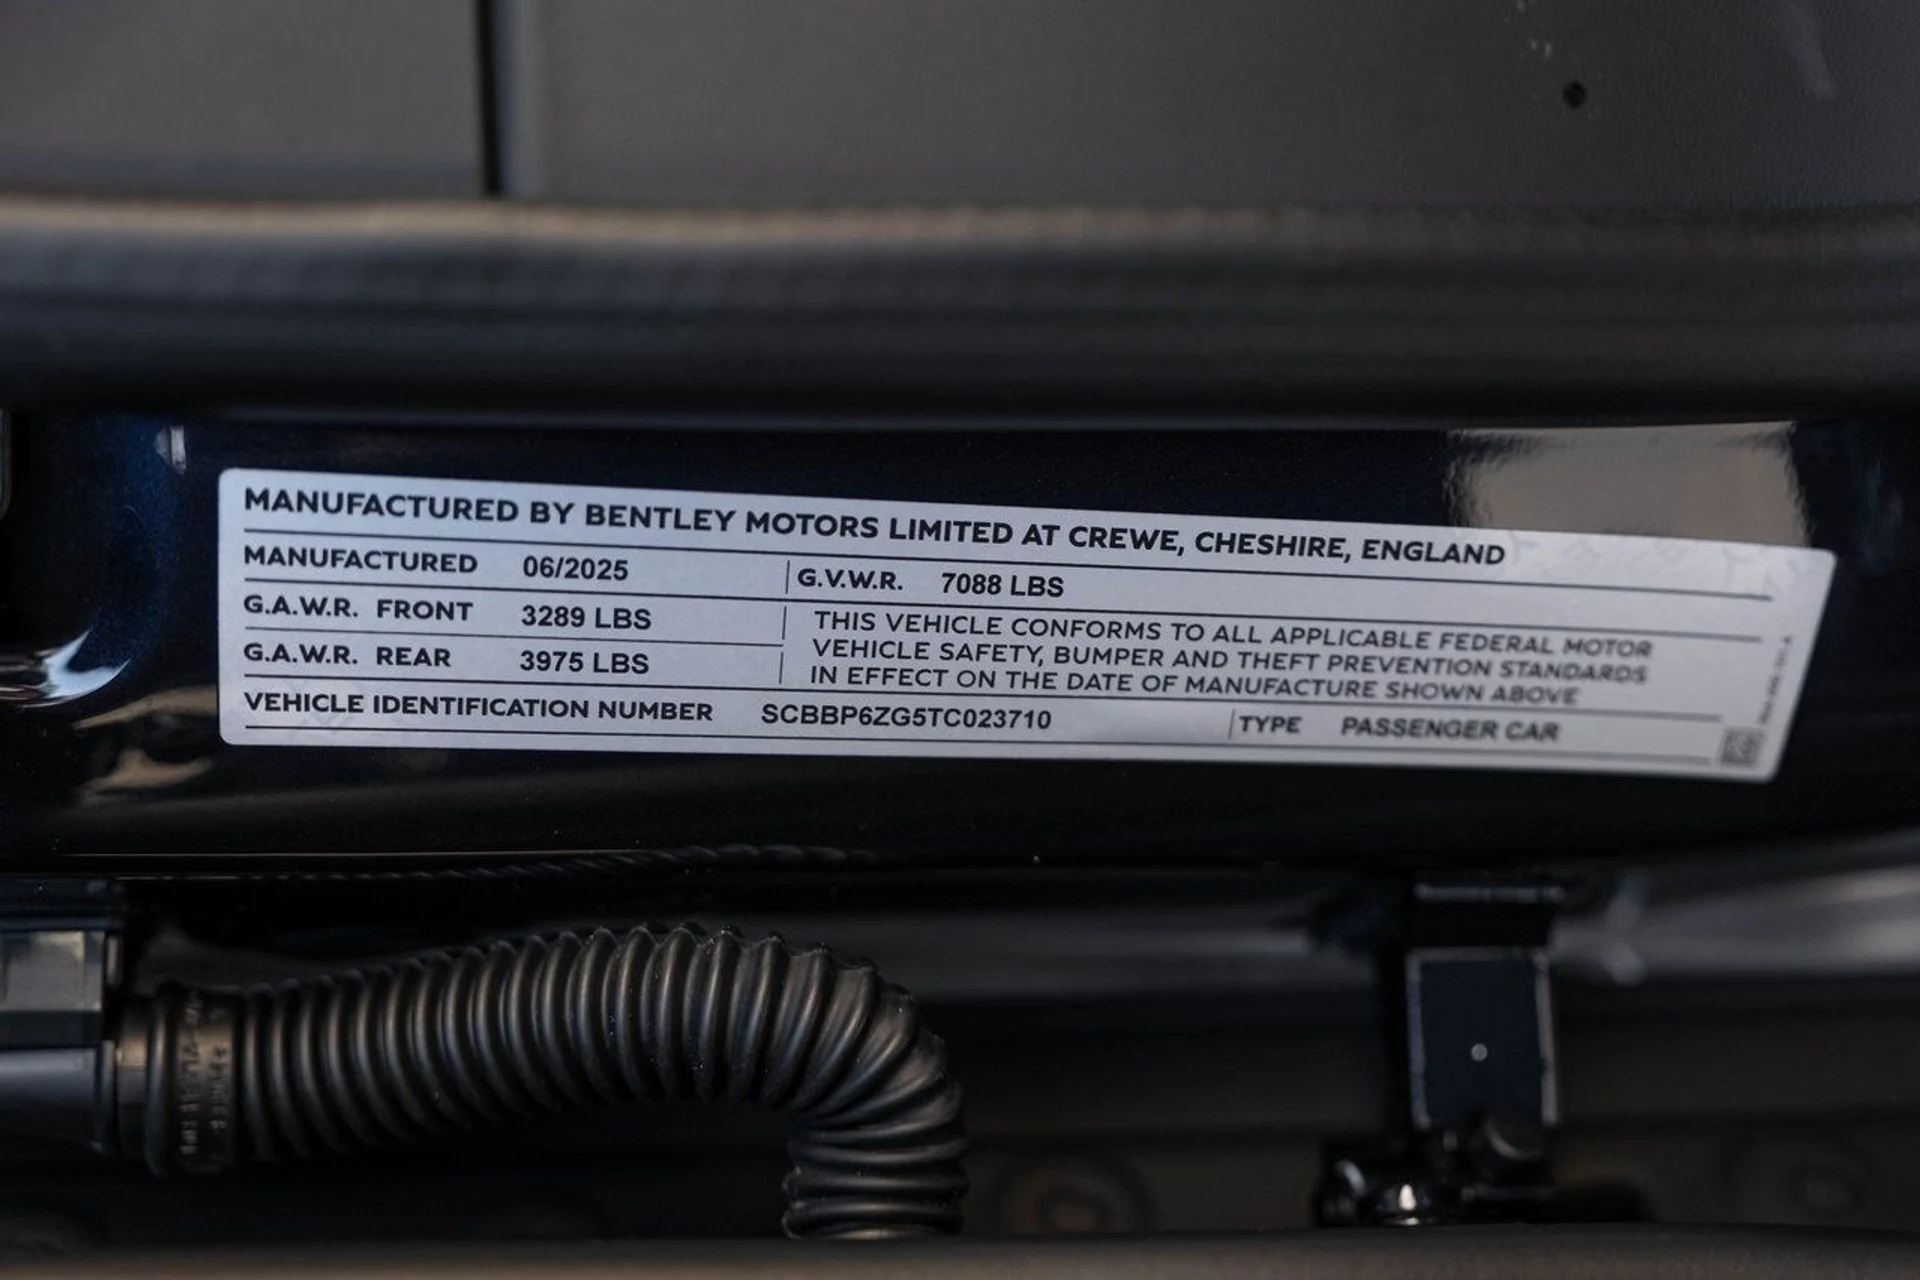 MANUFACTURED BY BENTLEY MOTORS LIMITED AT CREWE, CHESHIRE, ENGLAND
MANUFACTURED 06/2025 G.V.W.R. 7088 LBS
G.A.W.R. FRONT 3289 LBS
G.A.W.R. REAR 3975 LBS
THIS VEHICLE CONFORMS TO ALL APPLICABLE FEDERAL MOTOR
VEHICLE SAFETY, BUMPER AND THEFT PREVENTION STANDARDS
IN EFFECT ON THE DATE OF MANUFACTURE SHOWN ABOVE
VEHICLE IDENTIFICATION NUMBER SCBBP6ZG5TC023710 TYPE PASSENGER CAR